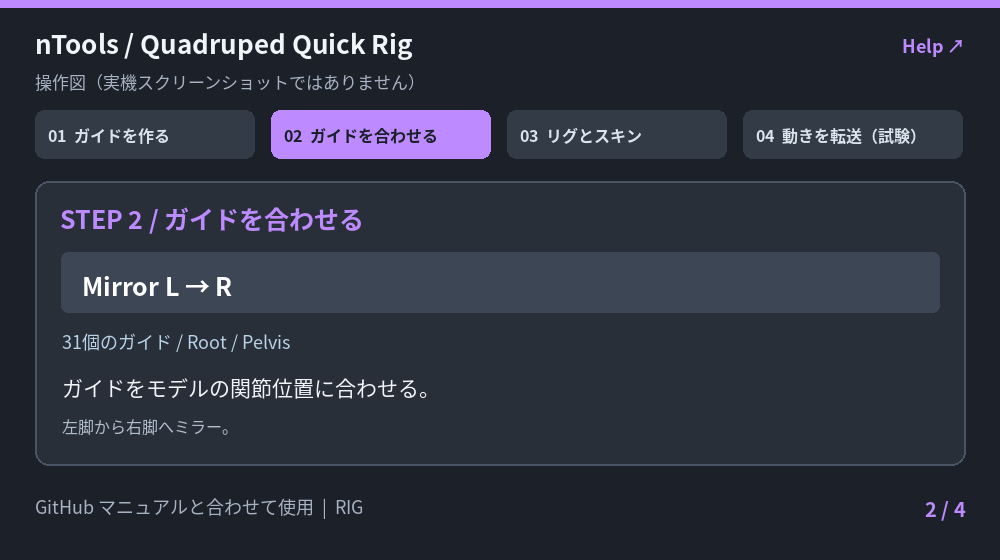 nTools / Quadruped Quick Rig
Help ↗
操作図（実機スクリーンショットではありません）
01 ガイドを作る
02 ガイドを合わせる
03 リグとスキン
04 動きを転送（試験）
STEP 2 / ガイドを合わせる
Mirror L → R
31個のガイド / Root / Pelvis
ガイドをモデルの関節位置に合わせる。
左脚から右脚へミラー。
GitHub マニュアルと合わせて使用｜RIG
2 / 4